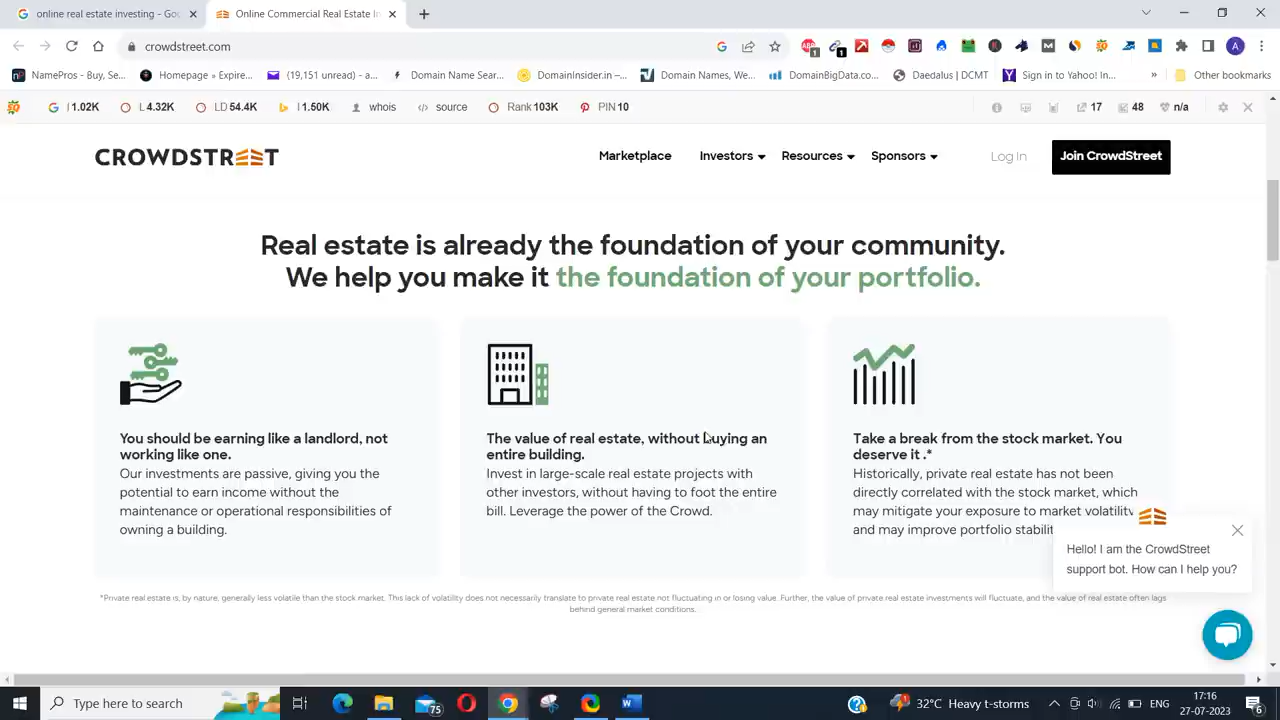 online real estate investing - Goo
Online Commercial Real Estate In
crowdstreet.com
NamePros - Buy, Se...
Homepage » Expire...
(19,151 unread) - a...
Domain Name Sear...
DomainInsider.in –...
Domain Names, We...
DomainBigData.co...
Daedalus | DCMT
Sign in to Yahoo! In...
Other bookmarks
I 1.02K
L 4.32K
LD 54.4K
I 1.50K
whois
source
Rank 103K
PIN 10
17
48
n/a
CROWDSTREET
Marketplace
Investors
Resources
Sponsors
Log In
Join CrowdStreet
Real estate is already the foundation of your community.
We help you make it the foundation of your portfolio.
You should be earning like a landlord, not
working like one.
Our investments are passive, giving you the
potential to earn income without the
maintenance or operational responsibilities of
owning a building.
The value of real estate, without buying an
entire building.
Invest in large-scale real estate projects with
other investors, without having to foot the entire
bill. Leverage the power of the Crowd.
Take a break from the stock market. You
deserve it .*
Historically, private real estate has not been
directly correlated with the stock market, which
may mitigate your exposure to market volatility
and may improve portfolio stabilit
Hello! I am the CrowdStreet
support bot. How can I help you?
*Private real estate is, by nature, generally less volatile than the stock market. This lack of volatility does not necessarily translate to private real estate not fluctuating in or losing value. Further, the value of private real estate investments will fluctuate, and the value of real estate often lags
behind general market conditions.
Type here to search
75
32°C Heavy t-storms
ENG
17:16
27-07-2023
6